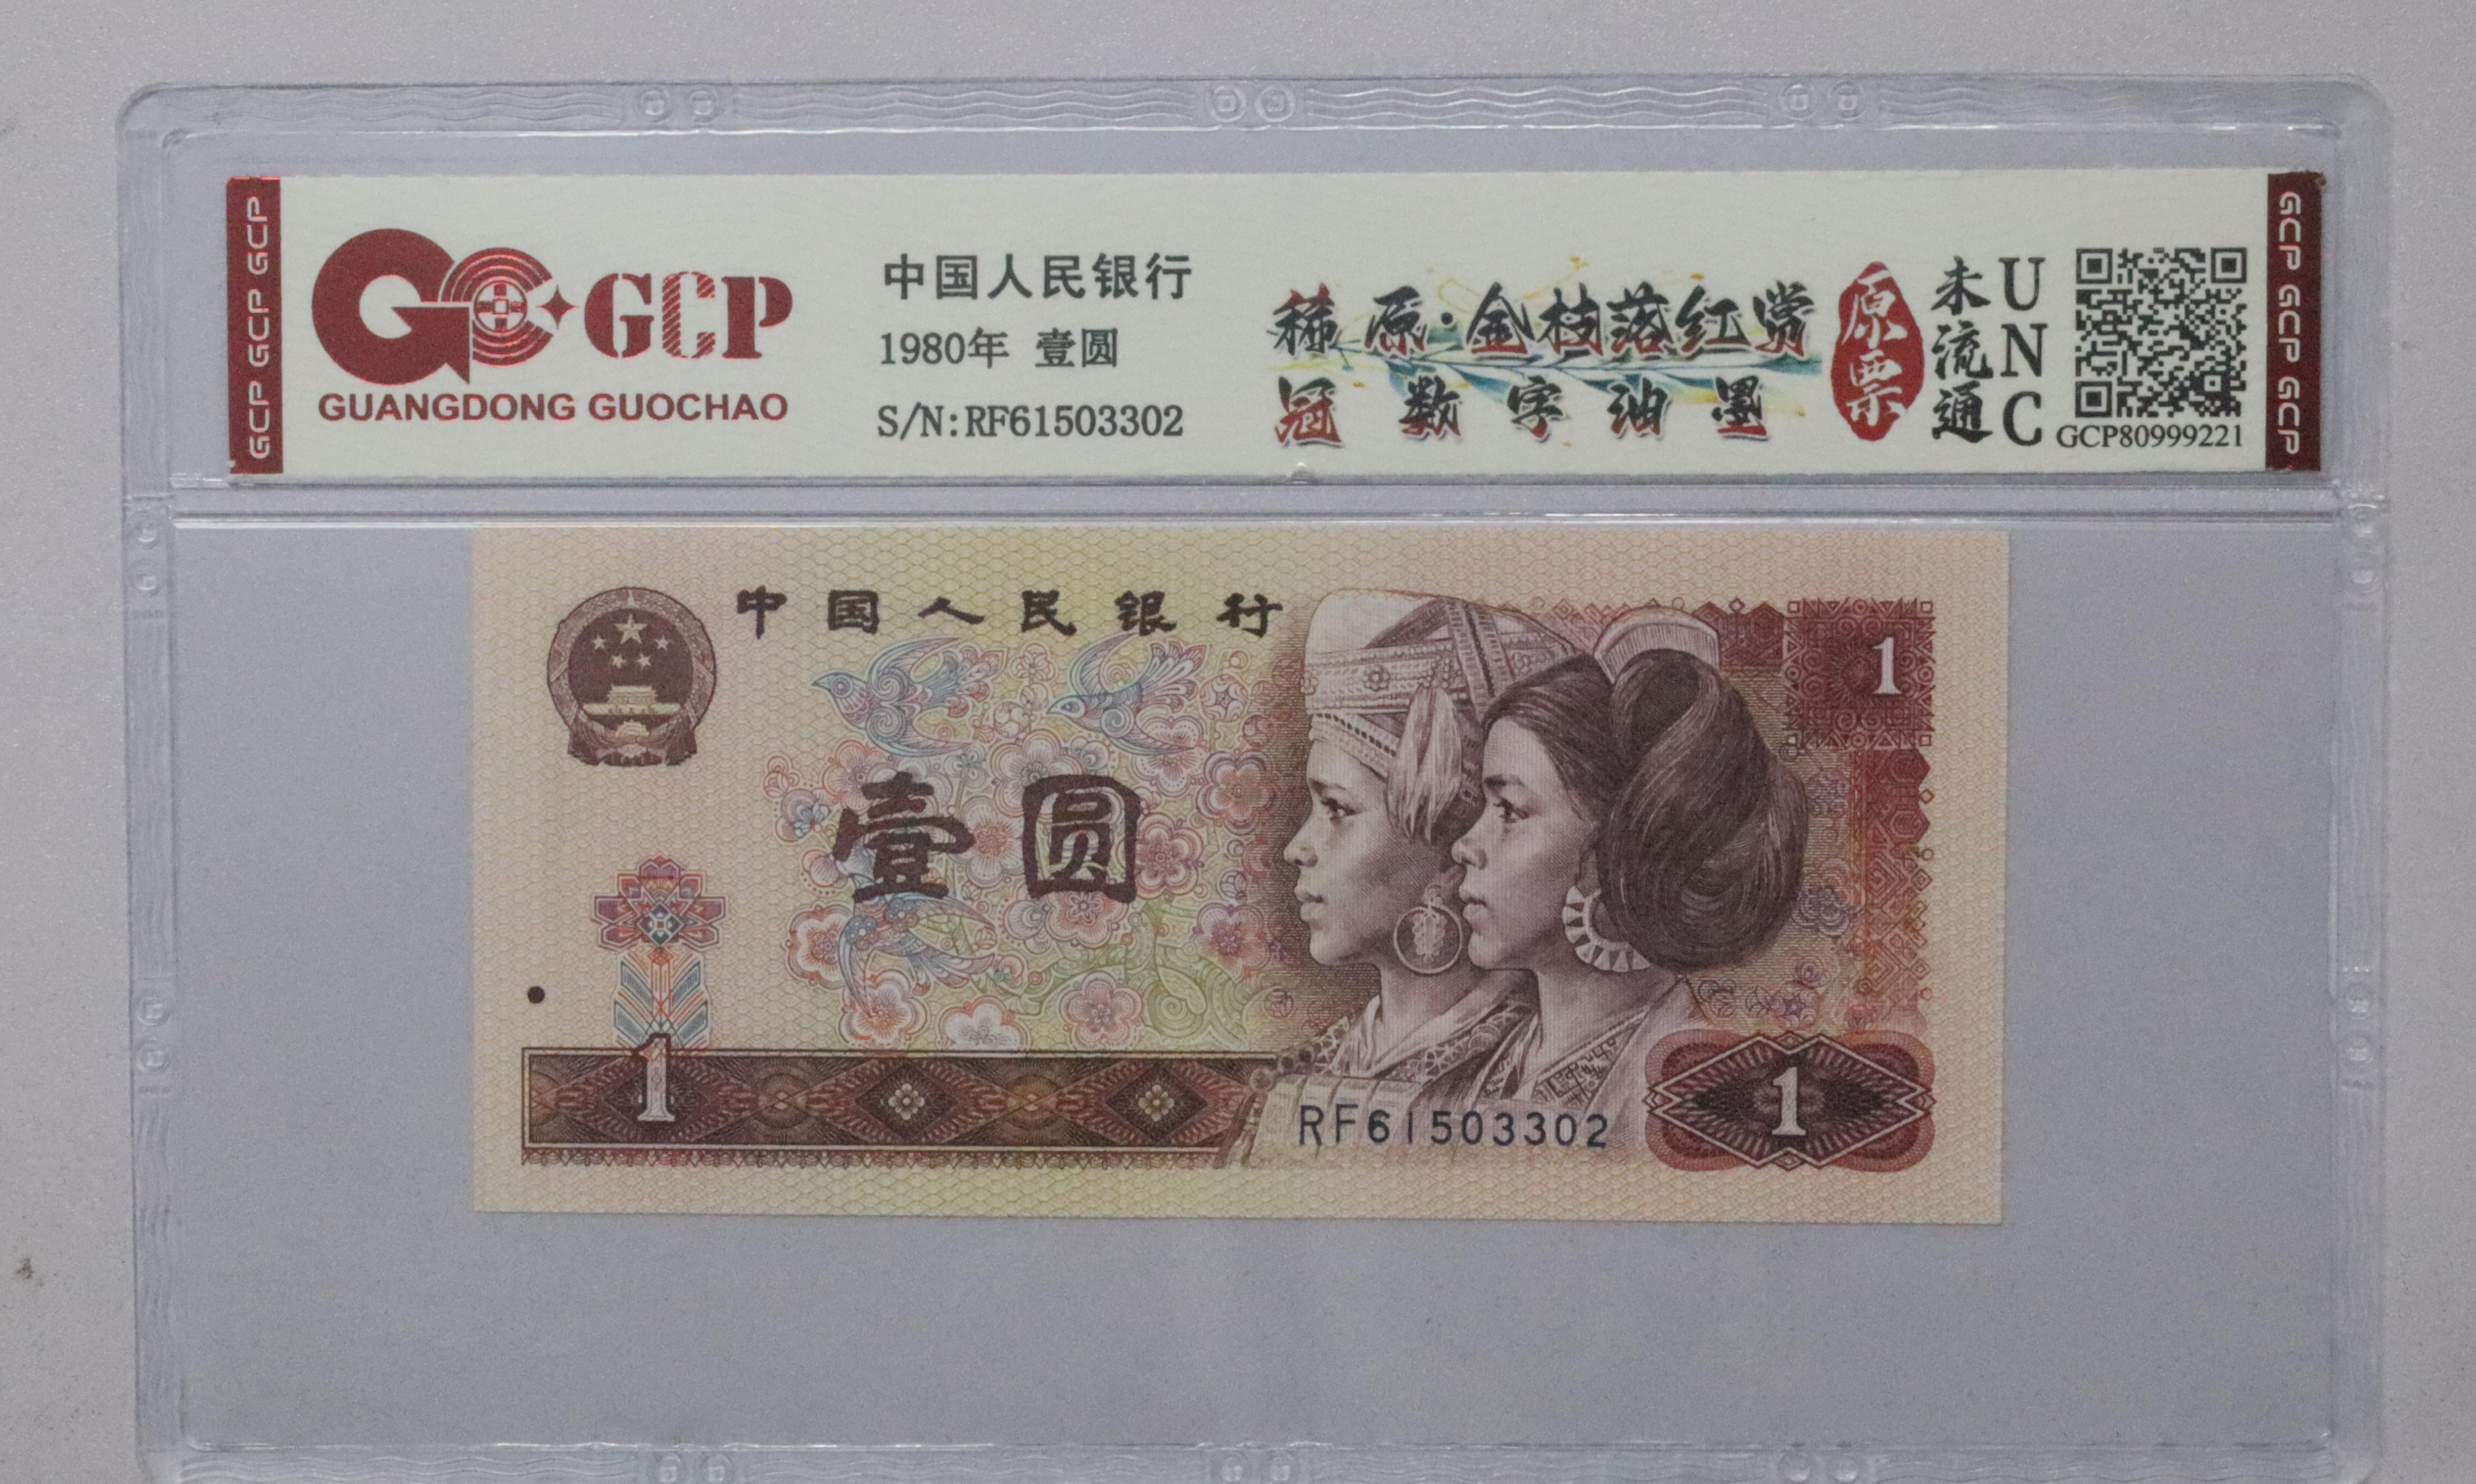 GCP GCP GCP
GCP
GUANGDONG GUOCHAO
中国人民银行
1980年 壹圆
S/N:RF61503302
稀原·金枝落红赏
冠数字油墨
原票
未流通
UNC
GCP80999221
GCP GCP GCP
中国人民银行
1
壹圆
1
RF61503302
1